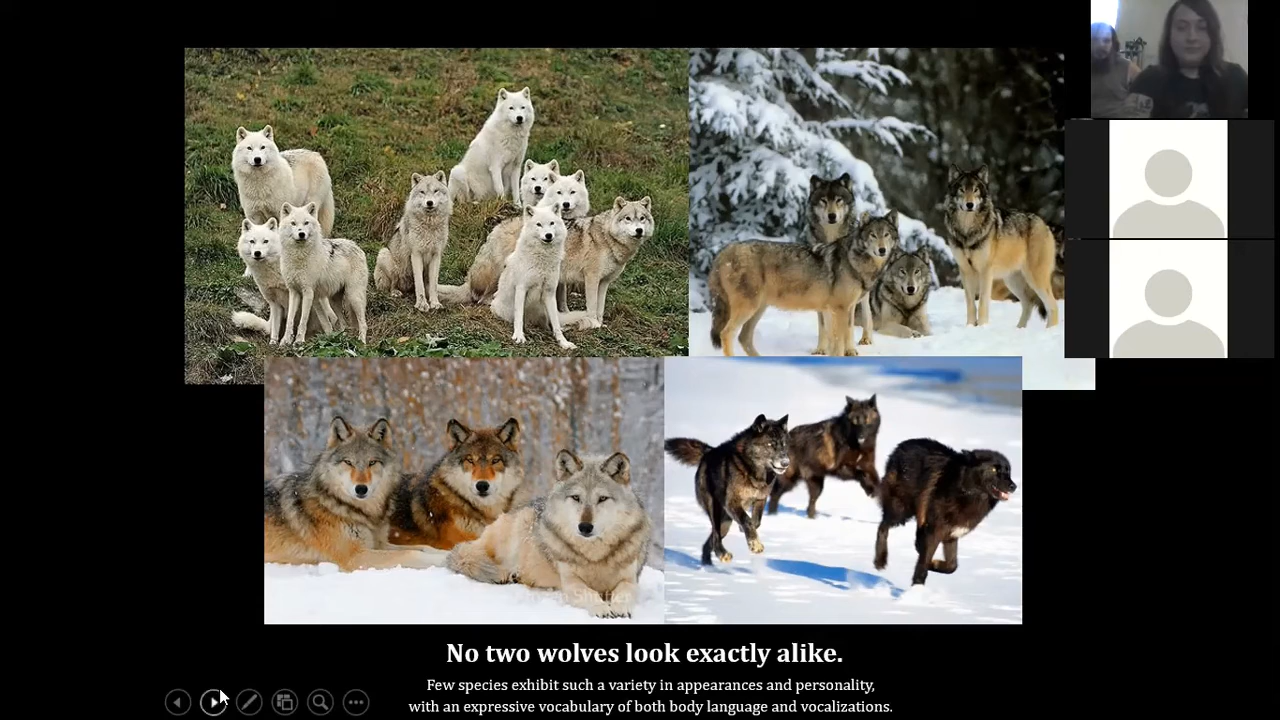 No two wolves look exactly alike.
Few species exhibit such a variety in appearances and personality,
with an expressive vocabulary of both body language and vocalizations.